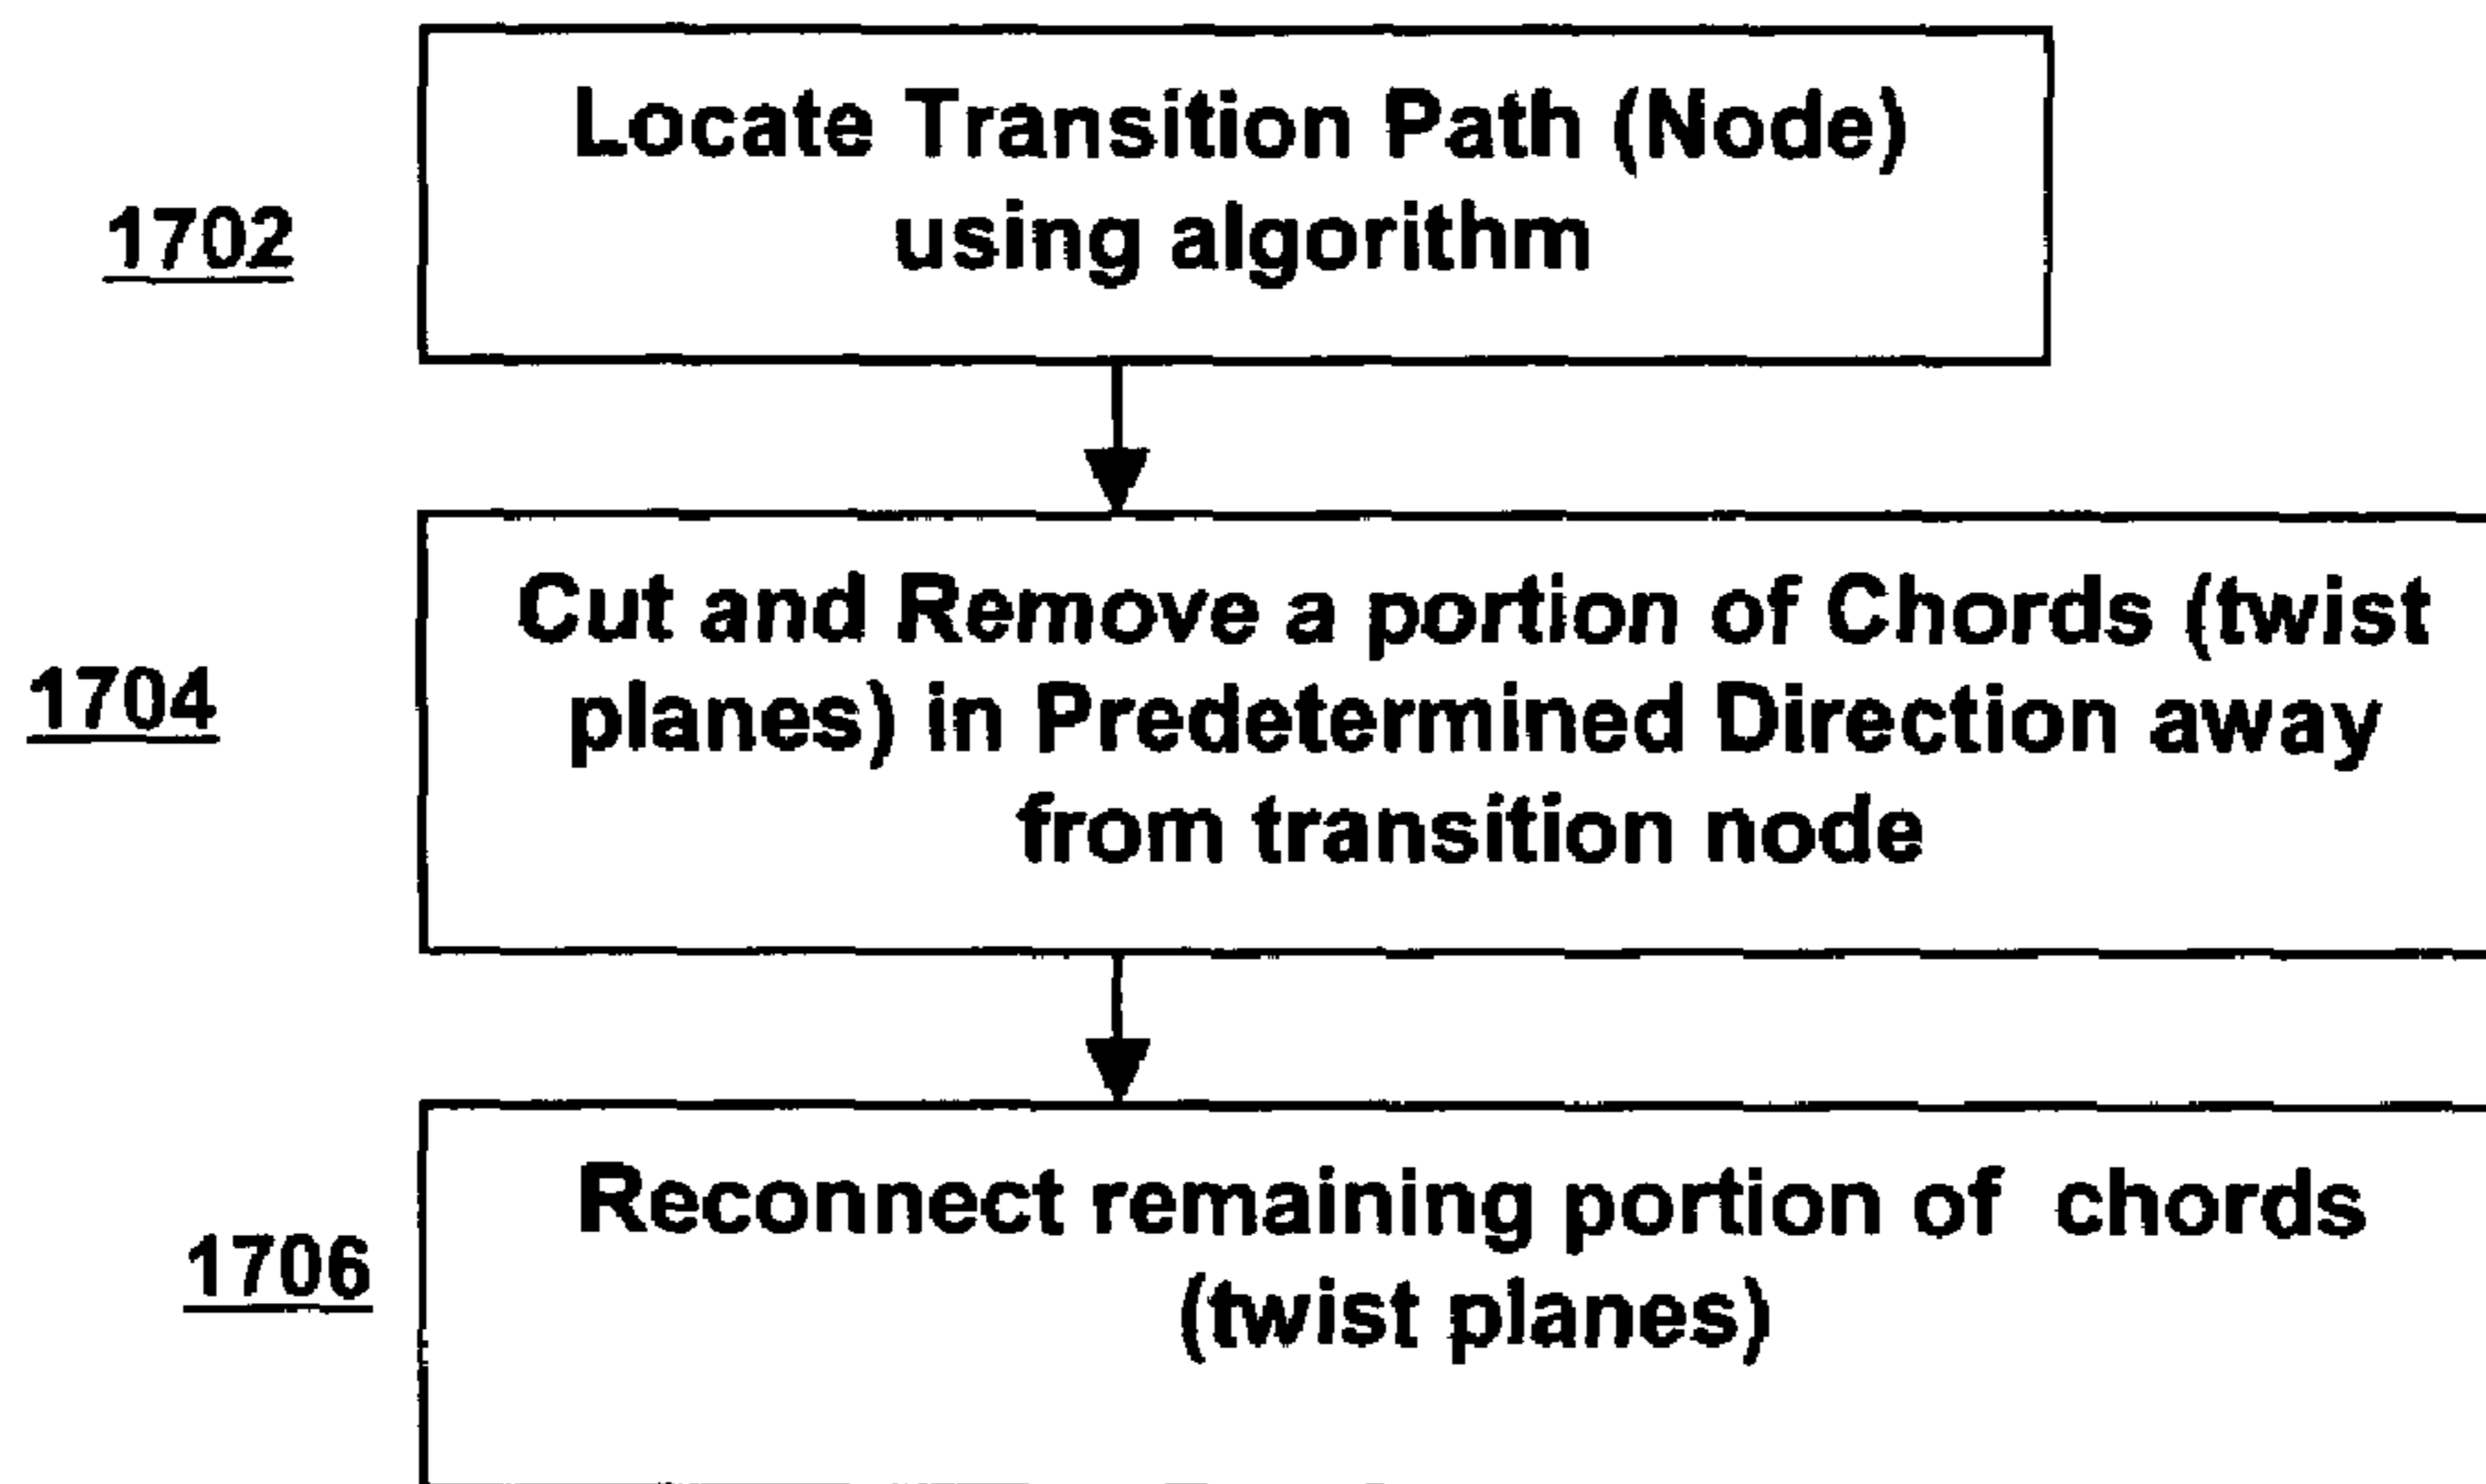 Locate Transition Path (Node)
using algorithm
1702
Cut and Remove a portion of Chords (twist
planes) in Predetermined Direction away
from transition node
1704
Reconnect remaining portion of chords
(twist planes)
1706